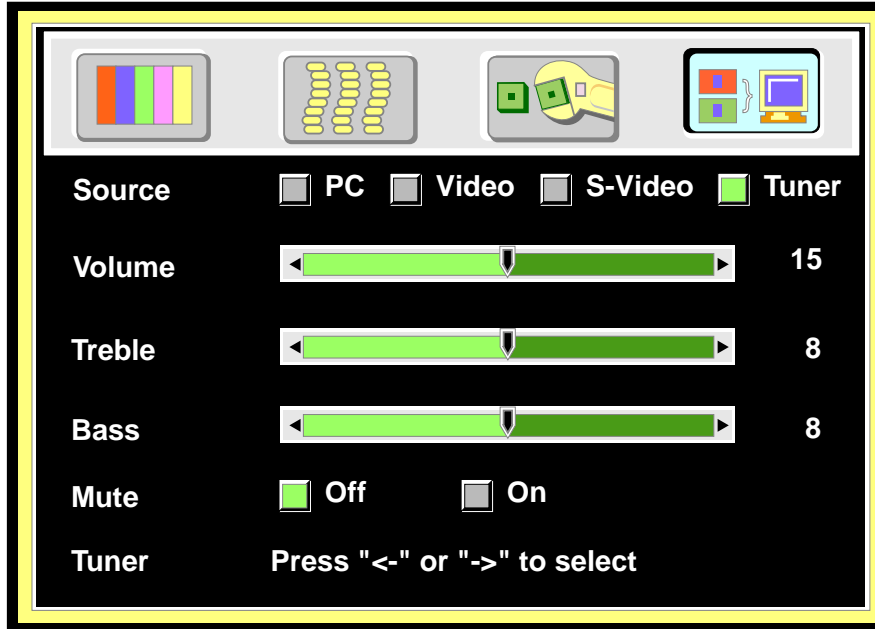 Source PC Video S-Video Tuner
Volume 15
Treble 8
Bass 8
Mute Off On
Tuner Press "<-" or "->" to select